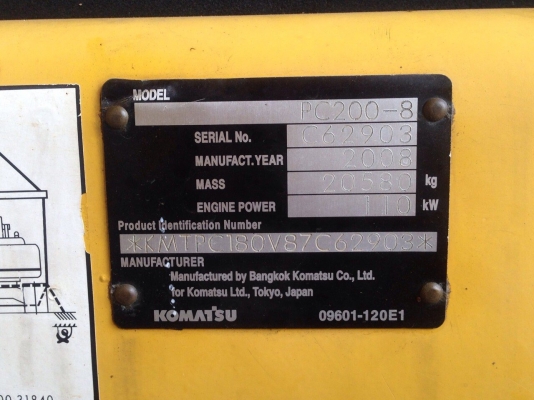 MODEL PC200-8
SERIAL No. C62903
MANUFACT.YEAR 2008
MASS 20580 kg
ENGINE POWER 110 kW
Product Identification Number
*KMTPC180V87C62903*
MANUFACTURER
Manufactured by Bangkok Komatsu Co., Ltd.
for Komatsu Ltd., Tokyo, Japan
KOMATSU 09601-120E1